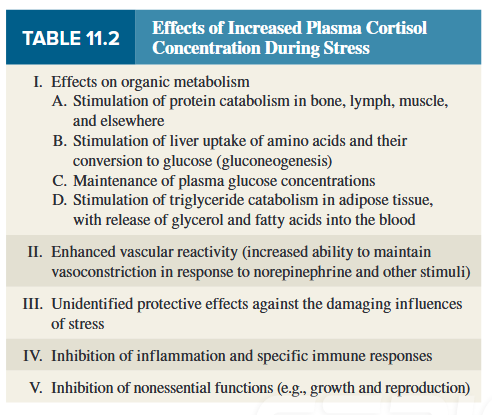 TABLE 11.2
Effects of Increased Plasma Cortisol
Concentration During Stress
I. Effects on organic metabolism
A. Stimulation of protein catabolism in bone, lymph, muscle,
and elsewhere
B. Stimulation of liver uptake of amino acids and their
conversion to glucose (gluconeogenesis)
C. Maintenance of plasma glucose concentrations
D. Stimulation of triglyceride catabolism in adipose tissue,
with release of glycerol and fatty acids into the blood
II. Enhanced vascular reactivity (increased ability to maintain
vasoconstriction in response to norepinephrine and other stimuli)
III. Unidentified protective effects against the damaging influences
of stress
IV. Inhibition of inflammation and specific immune responses
V. Inhibition of nonessential functions (e.g., growth and reproduction)